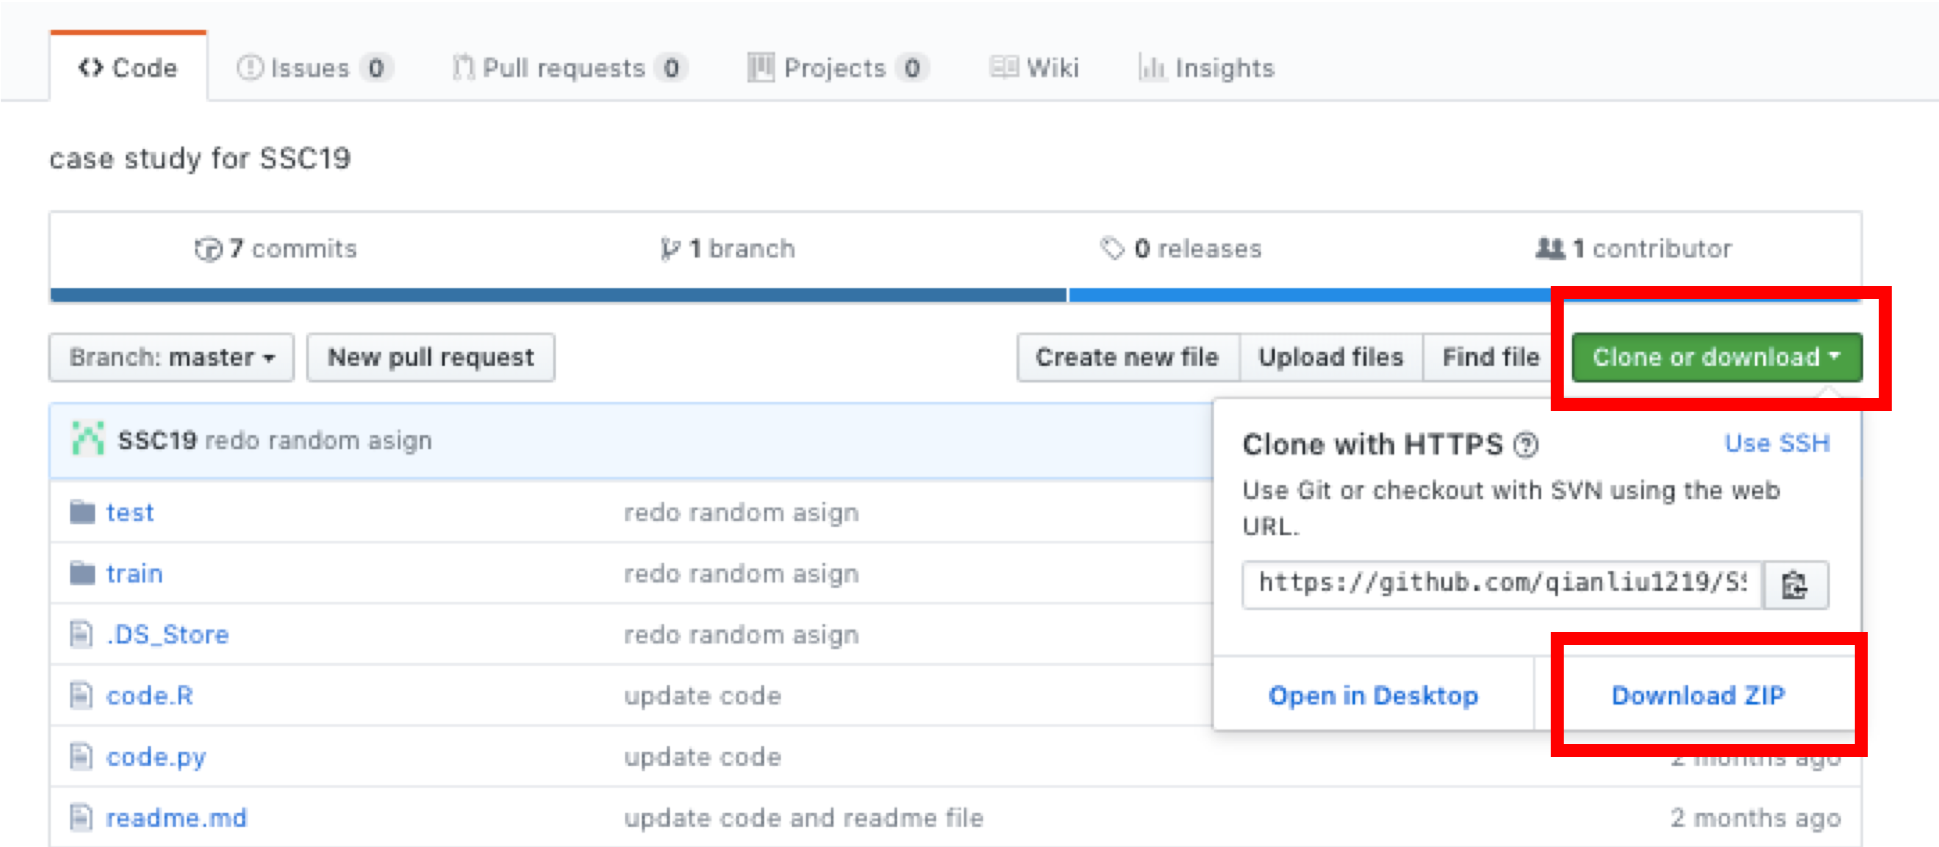 Code Issues 0 Pull requests 0 Projects 0 Wiki Insights
case study for SSC19
7 commits 1 branch 0 releases 1 contributor
Branch: master New pull request Create new file Upload files Find file Clone or download
SSC19 redo random asign
Clone with HTTPS Use SSH
Use Git or checkout with SVN using the web
URL.
https://github.com/qianliu1219/S
Open in Desktop Download ZIP
test redo random asign
train redo random asign
.DS_Store redo random asign
code.R update code
code.py update code 2 months ago
readme.md update code and readme file 2 months ago